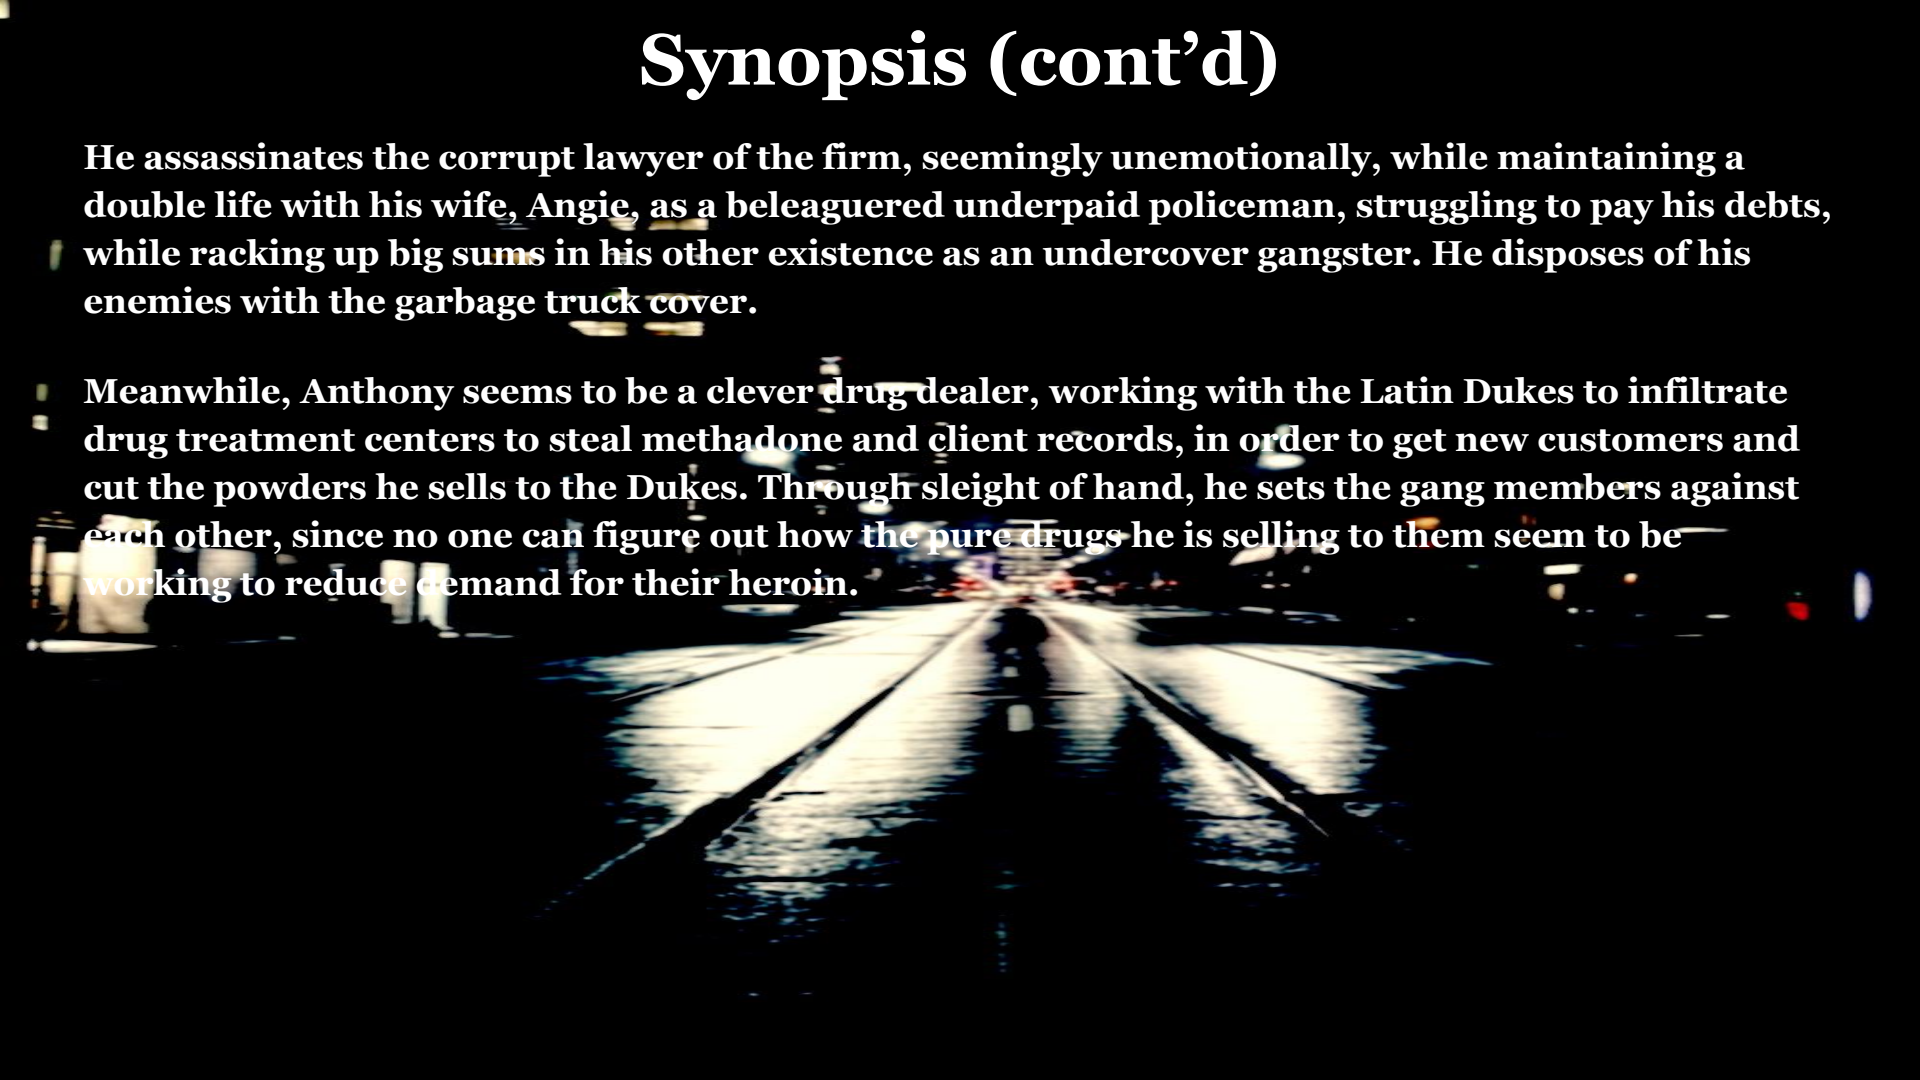 Synopsis (cont’d)
He assassinates the corrupt lawyer of the firm, seemingly unemotionally, while maintaining a
double life with his wife, Angie, as a beleaguered underpaid policeman, struggling to pay his debts,
while racking up big sums in his other existence as an undercover gangster. He disposes of his
enemies with the garbage truck cover.
Meanwhile, Anthony seems to be a clever drug dealer, working with the Latin Dukes to infiltrate
drug treatment centers to steal methadone and client records, in order to get new customers and
cut the powders he sells to the Dukes. Through sleight of hand, he sets the gang members against
each other, since no one can figure out how the pure drugs he is selling to them seem to be
working to reduce demand for their heroin.